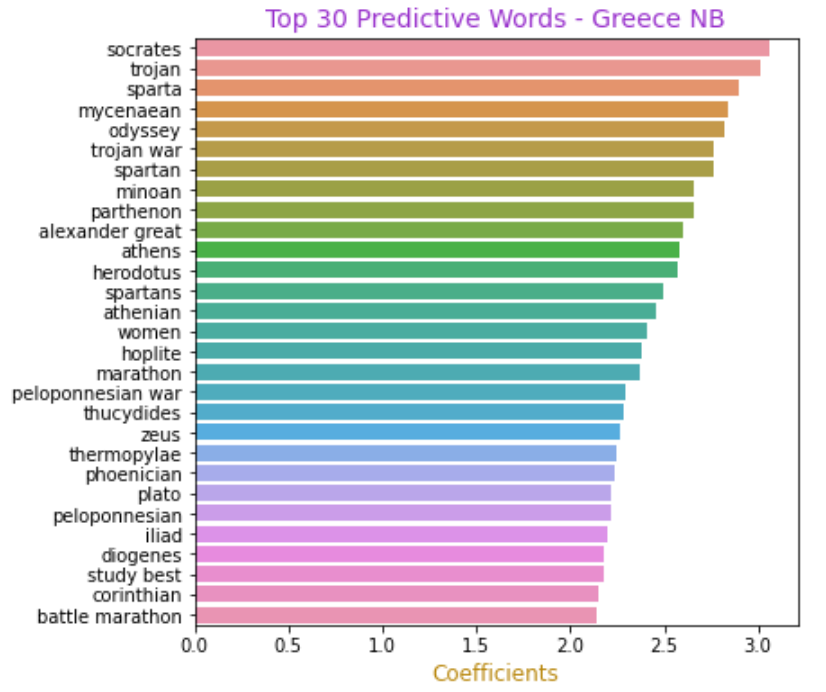 Top 30 Predictive Words - Greece NB
socrates
trojan
sparta
mycenaean
odyssey
trojan war
spartan
minoan
parthenon
alexander great
athens
herodotus
spartans
athenian
women
hoplite
marathon
peloponnesian war
thucydides
zeus
thermopylae
phoenician
plato
peloponnesian
iliad
diogenes
study best
corinthian
battle marathon
0.0 0.5 1.0 1.5 2.0 2.5 3.0
Coefficients